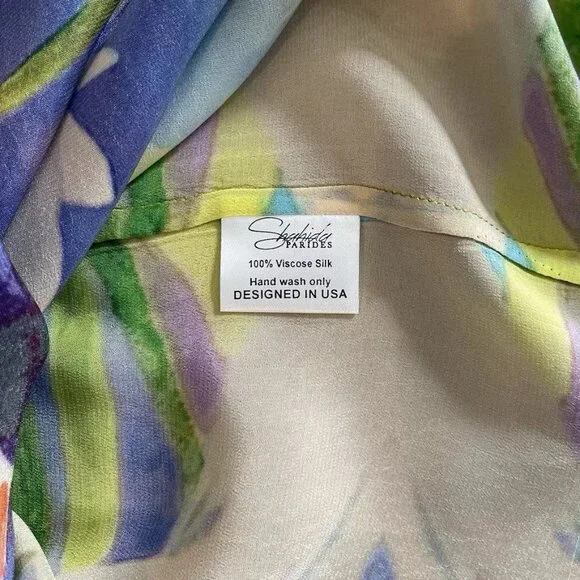 Shahida
PARIDES
100% Viscose Silk
Hand wash only
DESIGNED IN USA